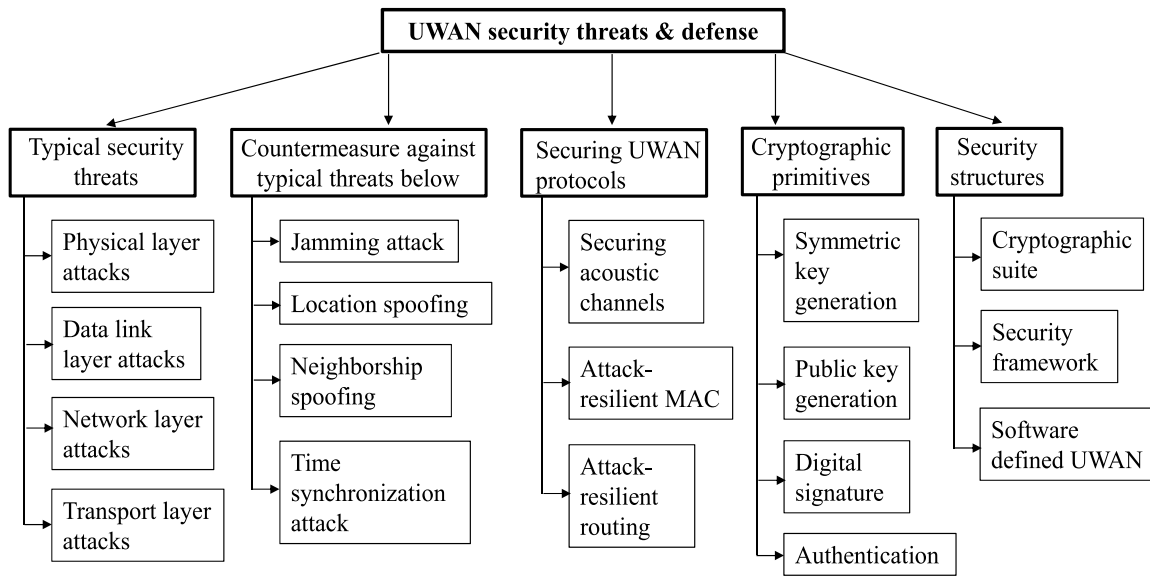 UWAN security threats & defense
Typical security
threats
Physical layer
attacks
Data link
layer attacks
Network layer
attacks
Transport layer
attacks
Countermeasure against
typical threats below
Jamming attack
Location spoofing
Neighborship
spoofing
Time
synchronization
attack
Securing UWAN
protocols
Securing
acoustic
channels
Attack-
resilient MAC
Attack-
resilient
routing
Cryptographic
primitives
Symmetric
key
generation
Public key
generation
Digital
signature
Authentication
Security
structures
Cryptographic
suite
Security
framework
Software
defined UWAN